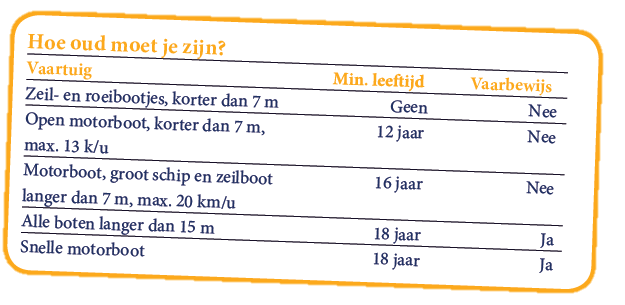 Hoe oud moet je zijn?
Vaartuig Min. leeftijd Vaarbewijs
Zeil- en roeibootjes, korter dan 7 m Geen Nee
Open motorboot, korter dan 7 m, 12 jaar Nee
max. 13 k/u
Motorboot, groot schip en zeilboot 16 jaar Nee
langer dan 7 m, max. 20 km/u
Alle boten langer dan 15 m 18 jaar Ja
Snelle motorboot 18 jaar Ja